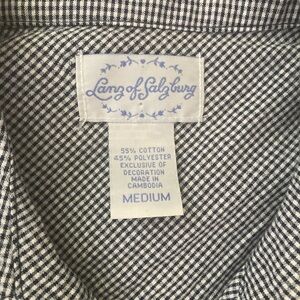 Lanz of Salzburg
55% COTTON
45% POLYESTER
EXCLUSIVE OF
DECORATION
MADE IN
CAMBODIA
MEDIUM